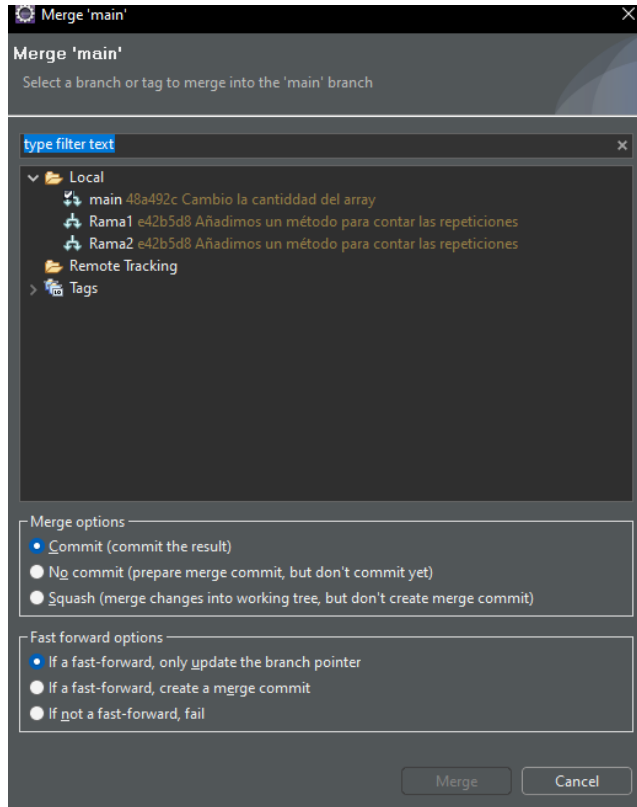 Merge 'main'
Merge 'main'
Select a branch or tag to merge into the 'main' branch
type filter text
Local
main 48a492c Cambio la cantiddad del array
Rama1 e42b5d8 Añadimos un método para contar las repeticiones
Rama2 e42b5d8 Añadimos un método para contar las repeticiones
Remote Tracking
Tags
Merge options
Commit (commit the result)
No commit (prepare merge commit, but don't commit yet)
Squash (merge changes into working tree, but don't create merge commit)
Fast forward options
If a fast-forward, only update the branch pointer
If a fast-forward, create a merge commit
If not a fast-forward, fail
Merge Cancel